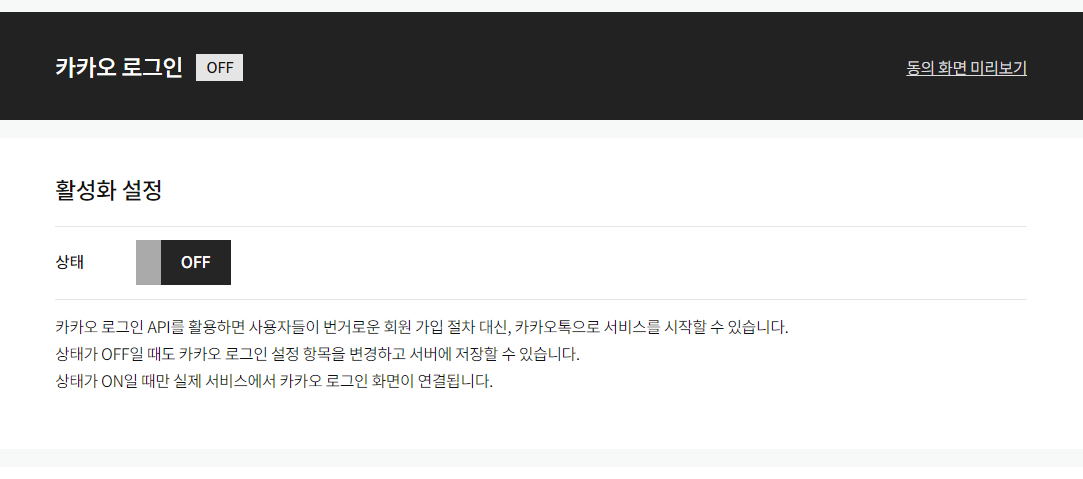 카카오 로그인 OFF 동의 화면 미리보기
활성화 설정
상태 OFF
카카오 로그인 API를 활용하면 사용자들이 번거로운 회원 가입 절차 대신, 카카오톡으로 서비스를 시작할 수 있습니다.
상태가 OFF일 때도 카카오 로그인 설정 항목을 변경하고 서버에 저장할 수 있습니다.
상태가 ON일 때만 실제 서비스에서 카카오 로그인 화면이 연결됩니다.